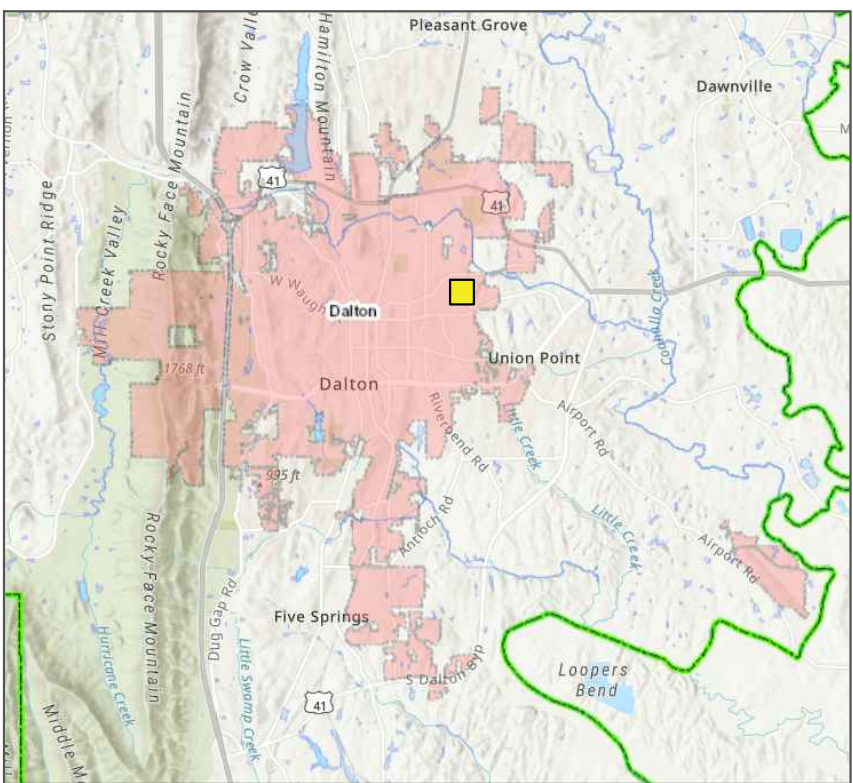 Pleasant Grove
Crow Valle
Hamilton Mountain
Dawnville
Rocky Face Mountain
41
41
Stony Point Ridge
Mill Creek Valley
W Waugh
Dalton
Coahulla Creek
Union Point
1768 ft
Dalton
Riverbend Rd
Little Creek
Airport Rd
995 ft
Antioch Rd
Little Creek
Airport Rd
Rocky Face Mountain
Dug Gap Rd
Five Springs
Hurricane Creek
Little Swamp Creek
S Dalton Byp
Loopers
Bend
41
Middle M